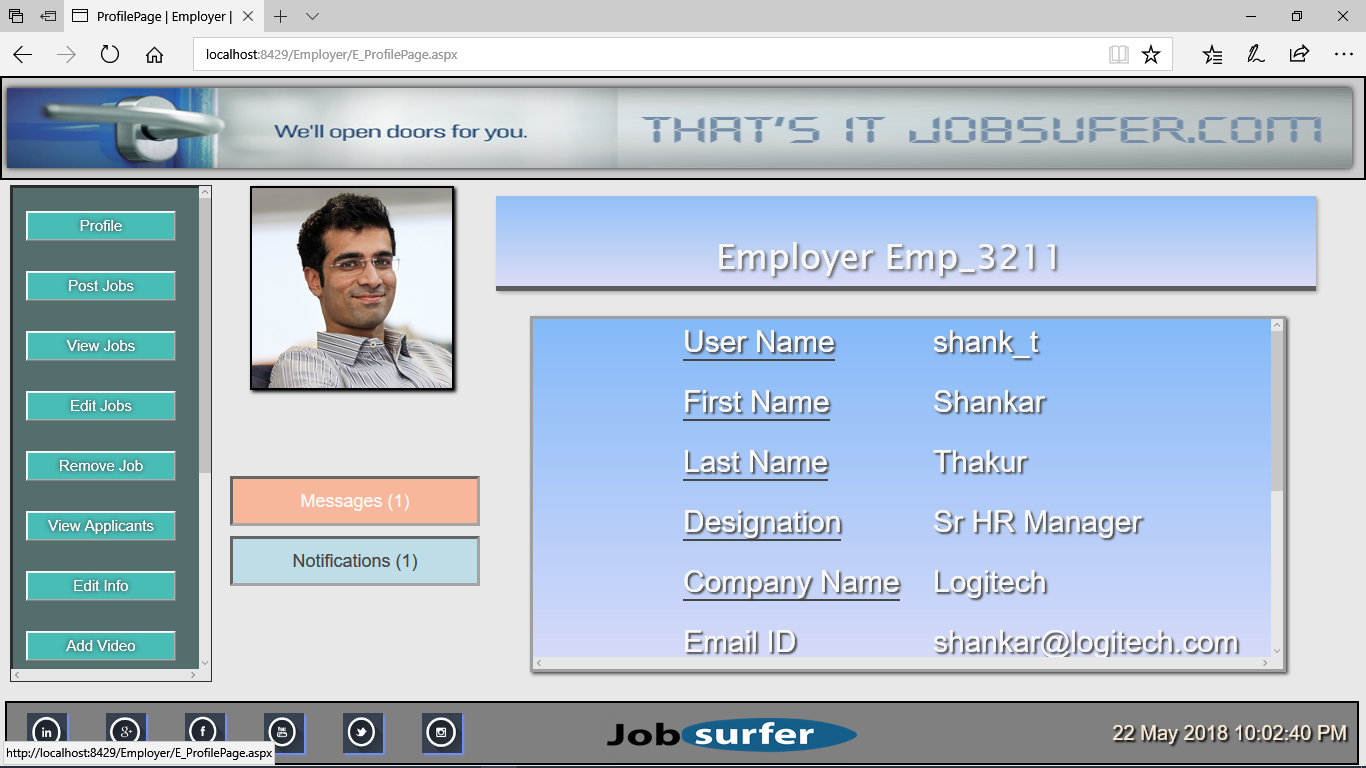 ProfilePage | Employer |
localhost:8429/Employer/E_ProfilePage.aspx
We'll open doors for you.
THAT'S IT JOBSUFER.COM
Profile
Post Jobs
View Jobs
Edit Jobs
Remove Job
View Applicants
Edit Info
Add Video
Messages (1)
Notifications (1)
Employer Emp_3211
User Name shank_t
First Name Shankar
Last Name Thakur
Designation Sr HR Manager
Company Name Logitech
Email ID shankar@logitech.com
in g+ f You Tube
Job surfer
22 May 2018 10:02:40 PM
http://localhost:8429/Employer/E_ProfilePage.aspx